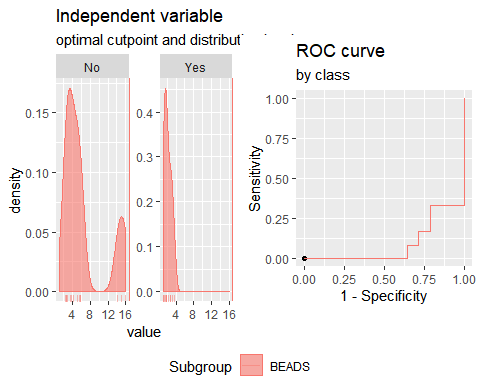 Independent variable
optimal cutpoint and distribut
No
Yes
0.15
0.10
0.05
0.00
density
0.4
0.3
0.2
0.1
0.0
4 8 12 16
4 8 12 16
value
ROC curve
by class
1.00
0.75
0.50
0.25
0.00
Sensitivity
0.00 0.25 0.50 0.75 1.00
1 - Specificity
Subgroup
BEADS